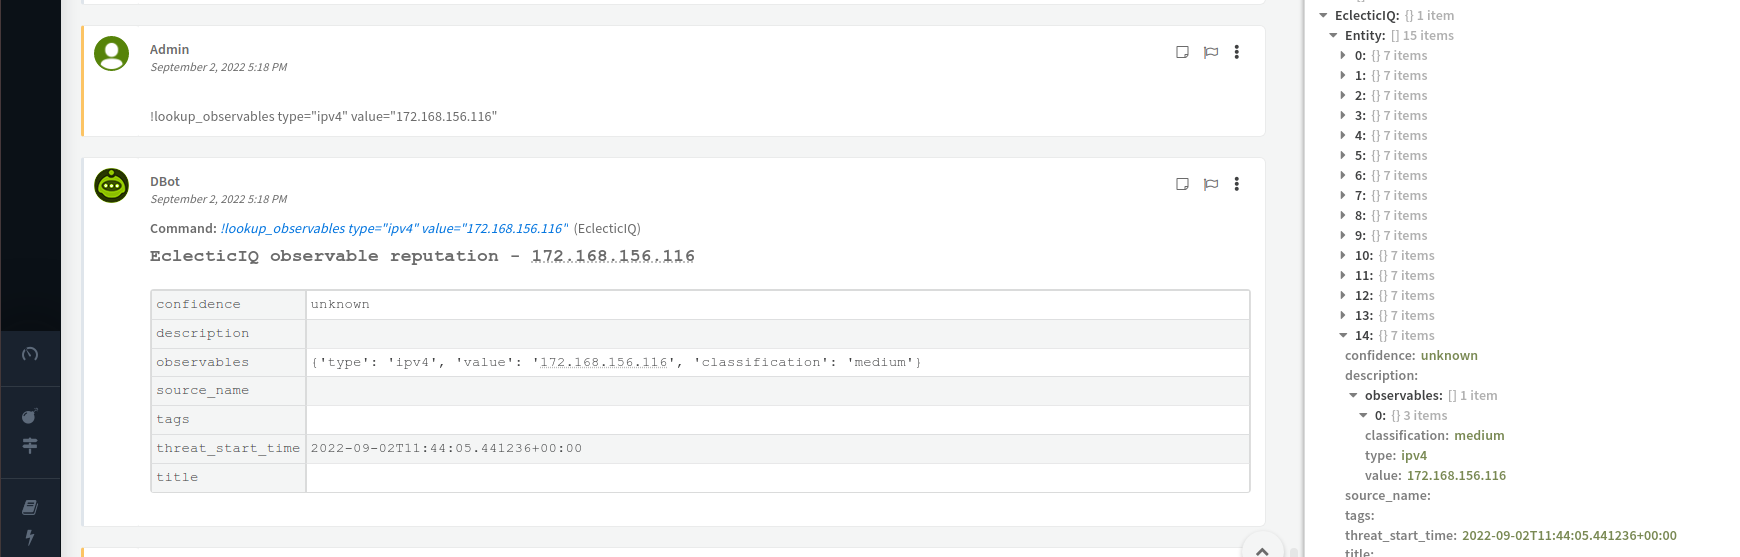 Admin
September 2, 2022 5:18 PM
!lookup_observables type="ipv4" value="172.168.156.116"
DBot
September 2, 2022 5:18 PM
Command: !lookup_observables type="ipv4" value="172.168.156.116" (EclecticIQ)
EclecticIQ observable reputation - 172.168.156.116
confidence unknown
description
observables {'type': 'ipv4', 'value': '172.168.156.116', 'classification': 'medium'}
source_name
tags
threat_start_time 2022-09-02T11:44:05.441236+00:00
title
EclecticIQ: {} 1 item
Entity: [] 15 items
0: {} 7 items
1: {} 7 items
2: {} 7 items
3: {} 7 items
4: {} 7 items
5: {} 7 items
6: {} 7 items
7: {} 7 items
8: {} 7 items
9: {} 7 items
10: {} 7 items
11: {} 7 items
12: {} 7 items
13: {} 7 items
14: {} 7 items
confidence: unknown
description:
observables: [] 1 item
0: {} 3 items
classification: medium
type: ipv4
value: 172.168.156.116
source_name:
tags:
threat_start_time: 2022-09-02T11:44:05.441236+00:00
title: